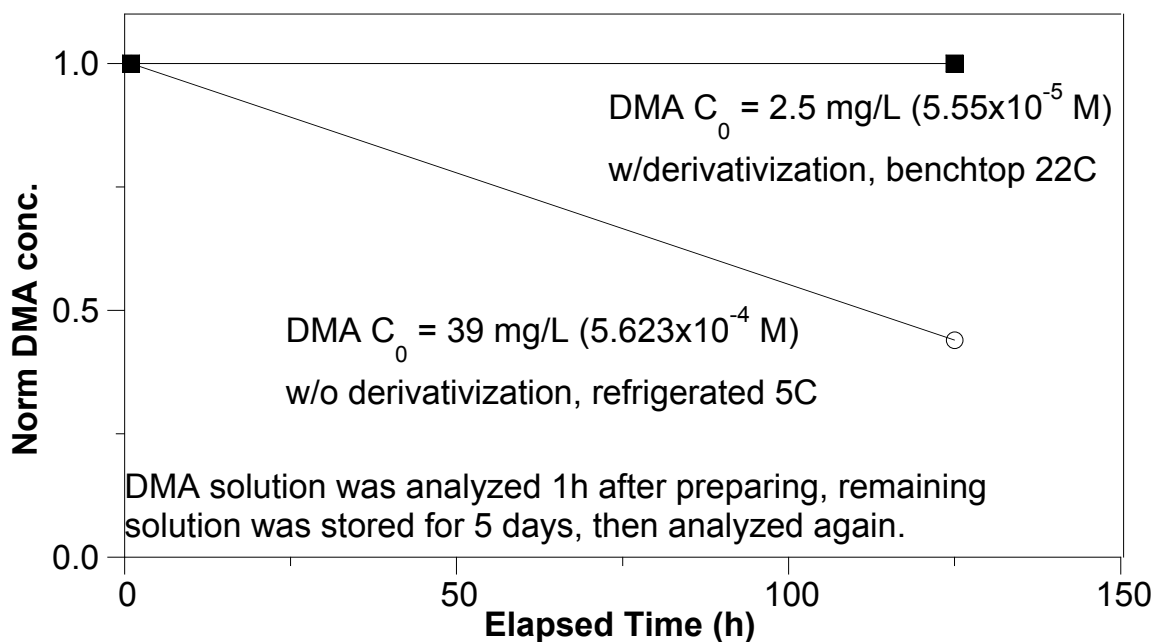 1.0
DMA C0 = 2.5 mg/L (5.55x10-5 M)
w/derivativization, benchtop 22C
0.5
DMA C0 = 39 mg/L (5.623x10-4 M)
w/o derivativization, refrigerated 5C
DMA solution was analyzed 1h after preparing, remaining
solution was stored for 5 days, then analyzed again.
0.0
0 50 100 150
Elapsed Time (h)
Norm DMA conc.